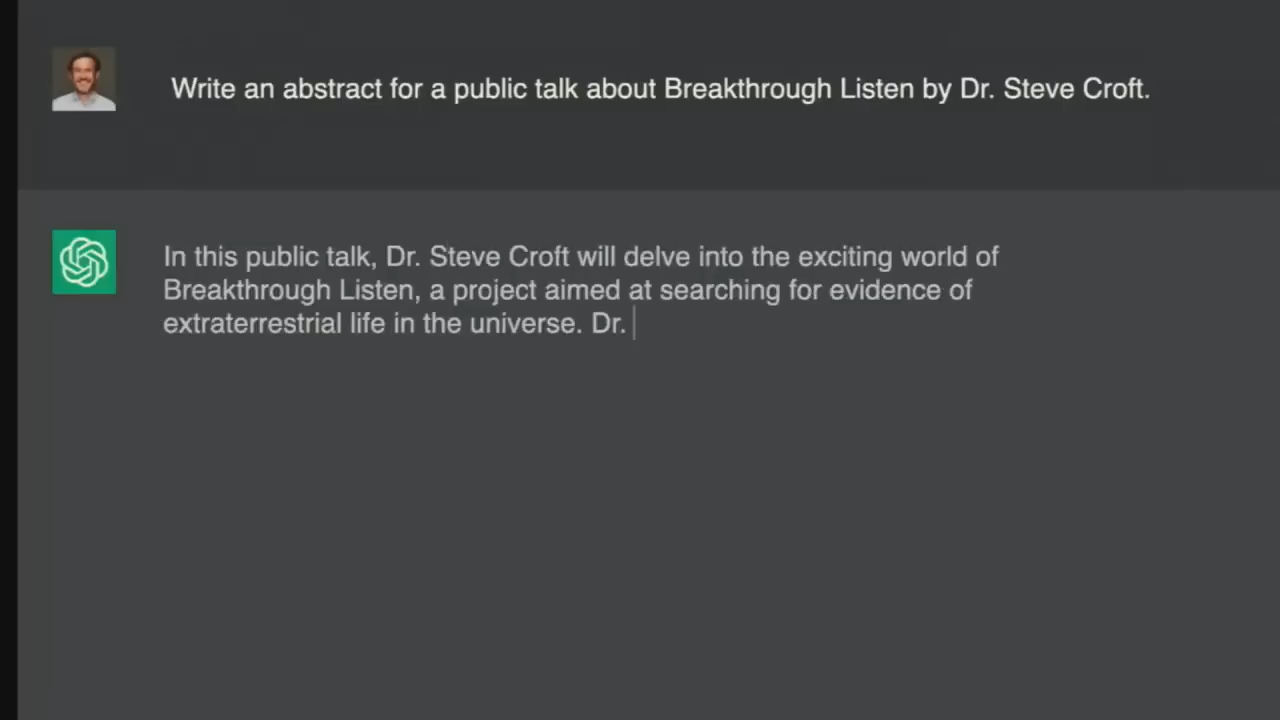 Write an abstract for a public talk about Breakthrough Listen by Dr. Steve Croft.
In this public talk, Dr. Steve Croft will delve into the exciting world of
Breakthrough Listen, a project aimed at searching for evidence of
extraterrestrial life in the universe. Dr.